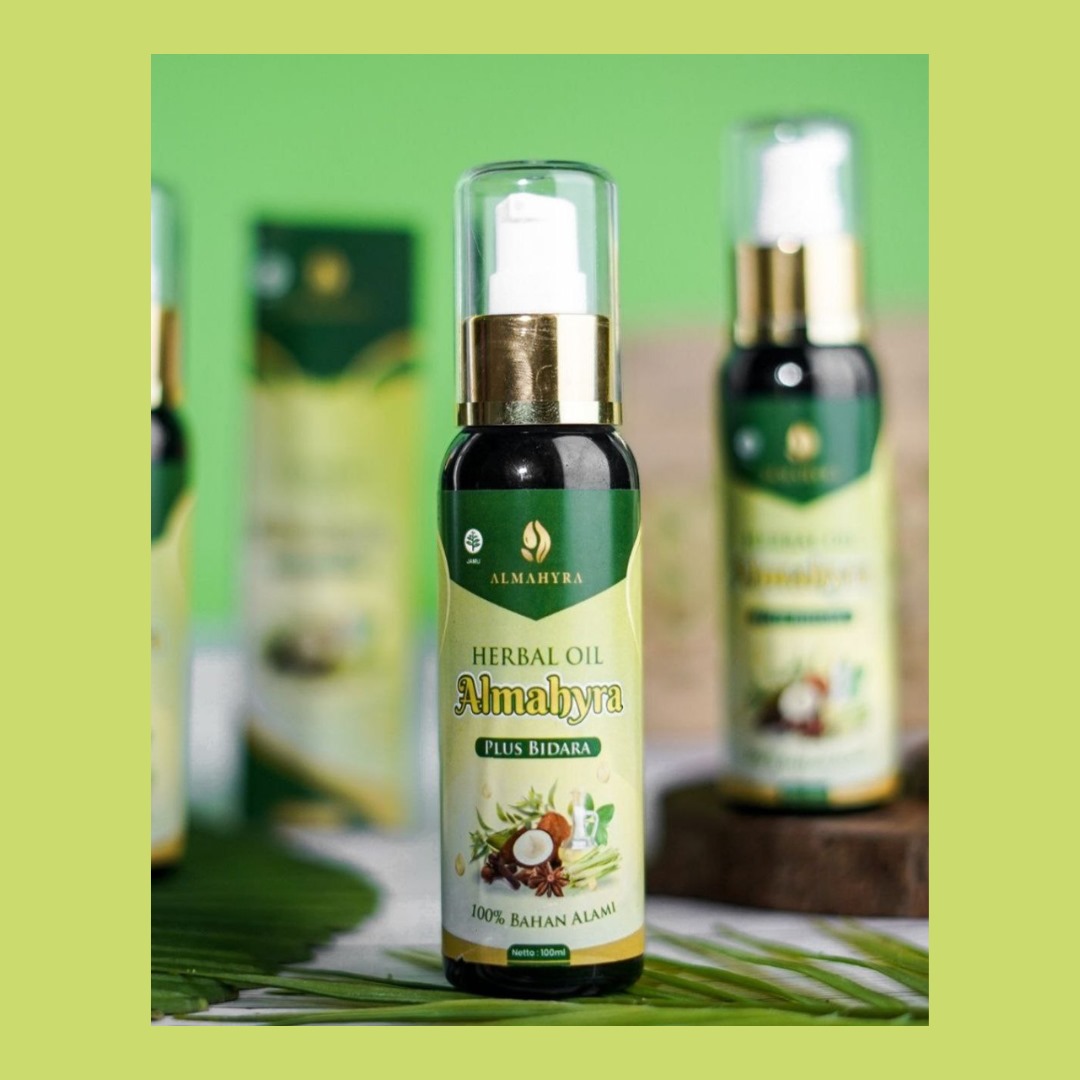 JAMU
ALMAHYRA
HERBAL OIL
Almahyra
PLUS BIDARA
100% BAHAN ALAMI
Netto : 100ml